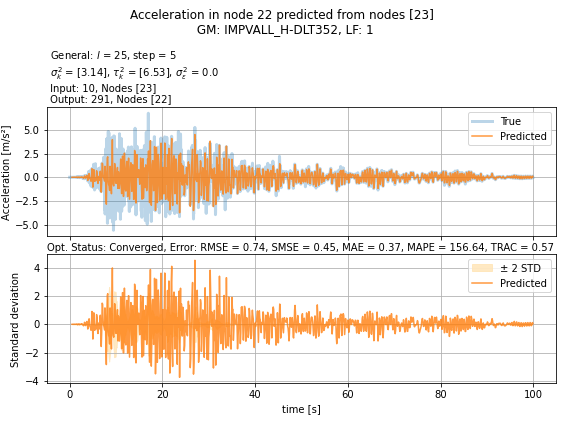 Acceleration in node 22 predicted from nodes [23]
GM: IMPVALL_H-DLT352, LF: 1
General: l = 25, step = 5
σ²ₖ = [3.14], τ²ₖ = [6.53], σ²ε = 0.0
Input: 10, Nodes [23]
Output: 291, Nodes [22]
Acceleration [m/s²]
5.0
2.5
0.0
−2.5
−5.0
True
Predicted
Opt. Status: Converged, Error: RMSE = 0.74, SMSE = 0.45, MAE = 0.37, MAPE = 156.64, TRAC = 0.57
Standard deviation
4
2
0
−2
−4
± 2 STD
Predicted
0 20 40 60 80 100
time [s]